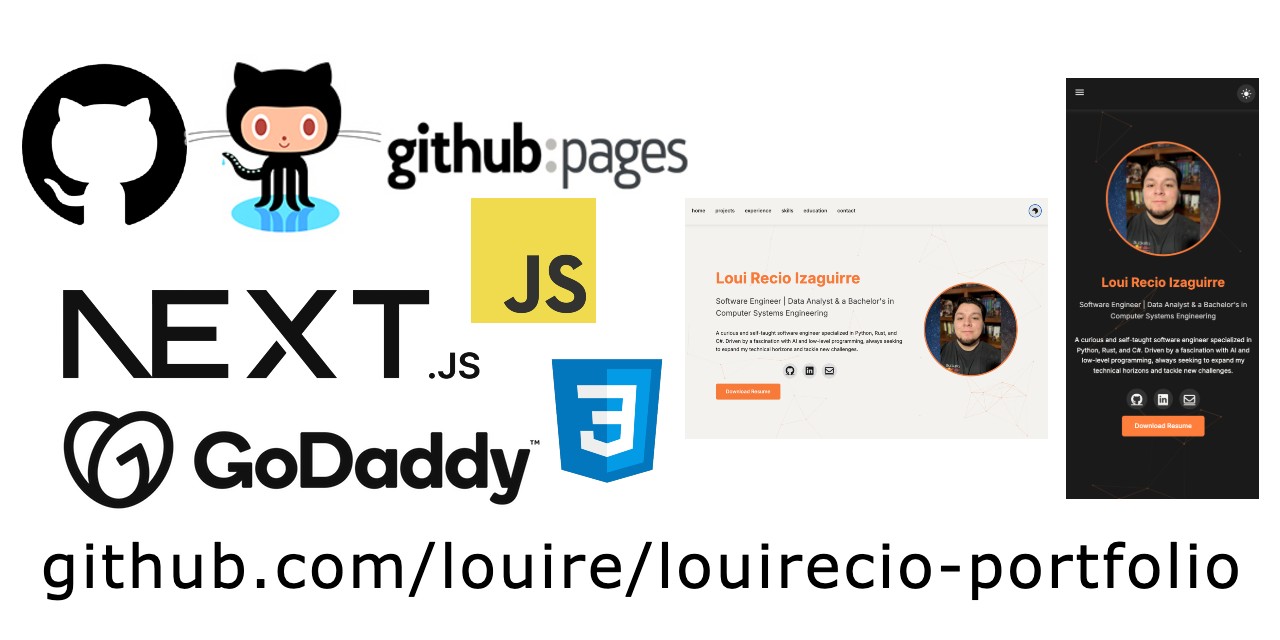 github:pages
JS
NEXT.JS
GoDaddy™
3
home projects experience skills education contact
Loui Recio Izaguirre
Software Engineer | Data Analyst & a Bachelor's in
Computer Systems Engineering
A curious and self-taught software engineer specialized in Python, Rust, and
C#. Driven by a fascination with AI and low-level programming, always seeking
to expand my technical horizons and tackle new challenges.
in
Download Resume
Loui Recio Izaguirre
Software Engineer | Data Analyst & a Bachelor's in
Computer Systems Engineering
A curious and self-taught software engineer specialized in
Python, Rust, and C#. Driven by a fascination with AI and
low-level programming, always seeking to expand my
technical horizons and tackle new challenges.
in
Download Resume
github.com/louire/louirecio-portfolio